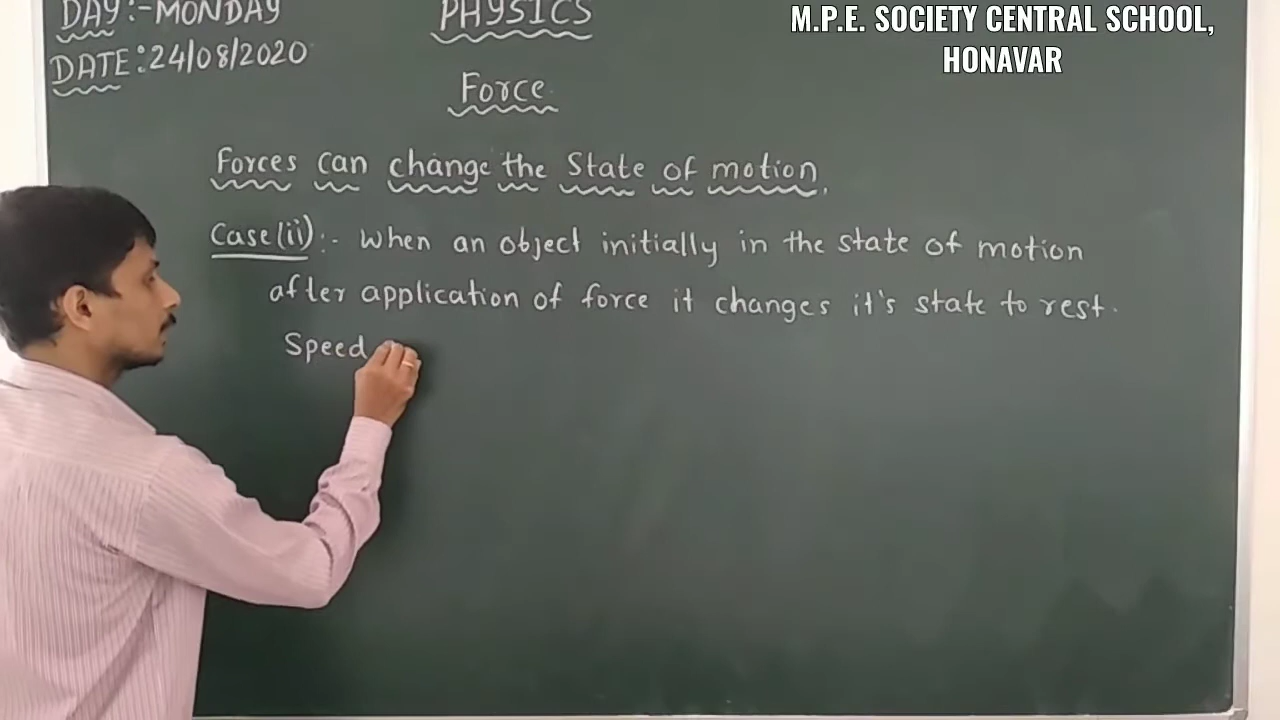 DAY:-MONDAY
DATE:24/08/2020
PHYSICS
Force
M.P.E. SOCIETY CENTRAL SCHOOL,
HONAVAR
Forces can change the State of motion.
Case(ii):- When an object initially in the state of motion
after application of force it changes it's state to rest.
Speed